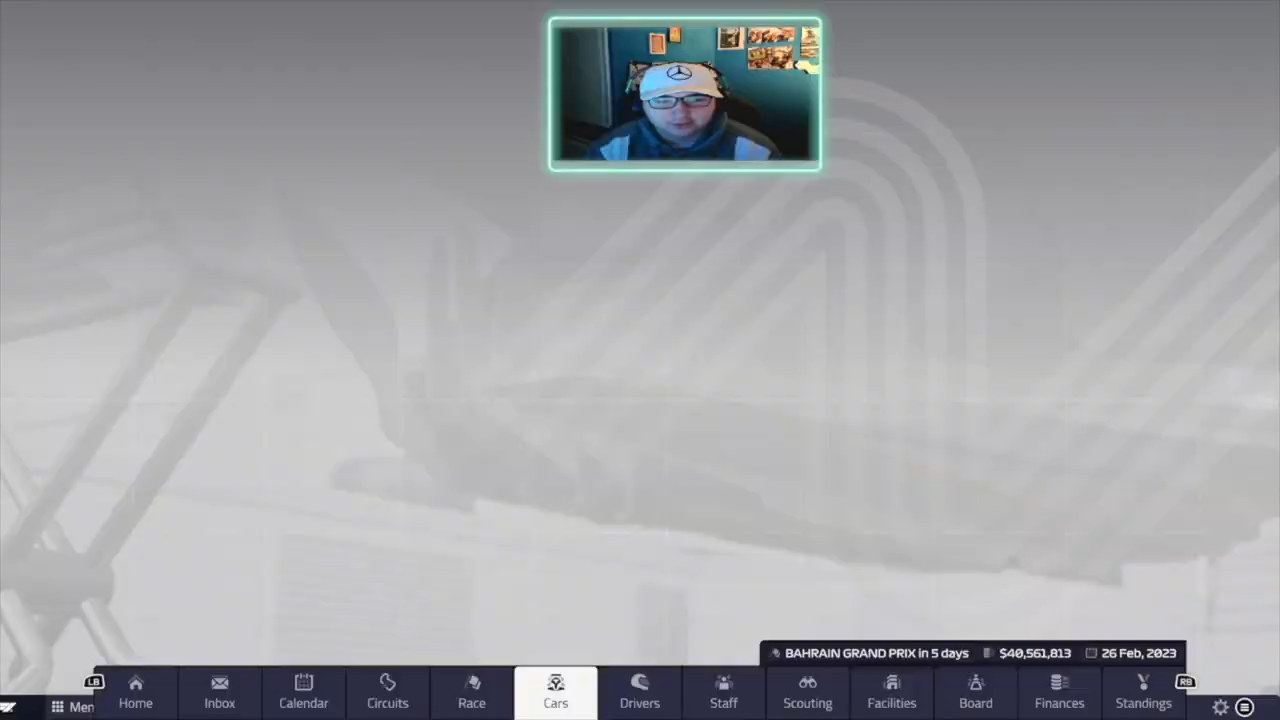 BAHRAIN GRAND PRIX in 5 days $40,561,813 26 Feb, 2023
LB Home Inbox Calendar Circuits Race Cars Drivers Staff Scouting Facilities Board Finances Standings RB
Men